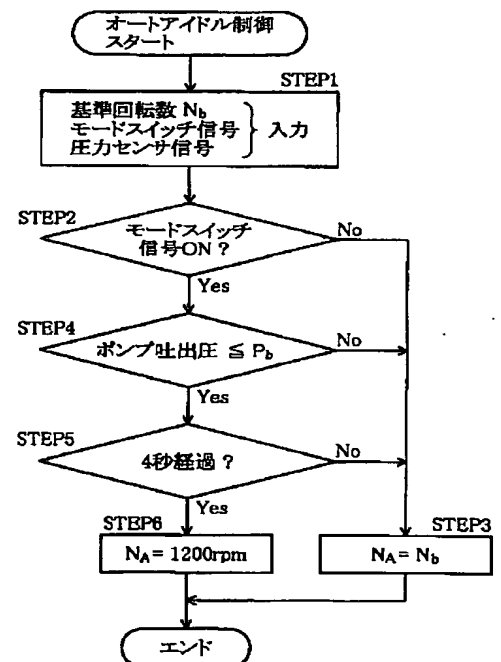 オートアイドル制御
スタート
STEP1
基準回転数 Nb
モードスイッチ信号
圧力センサ信号
入力
STEP2
モードスイッチ
信号ON？
No
Yes
STEP4
ポンプ吐出圧 ≦ Pb
No
Yes
STEP5
4秒経過？
No
Yes
STEP6
NA = 1200rpm
STEP3
NA = Nb
エンド